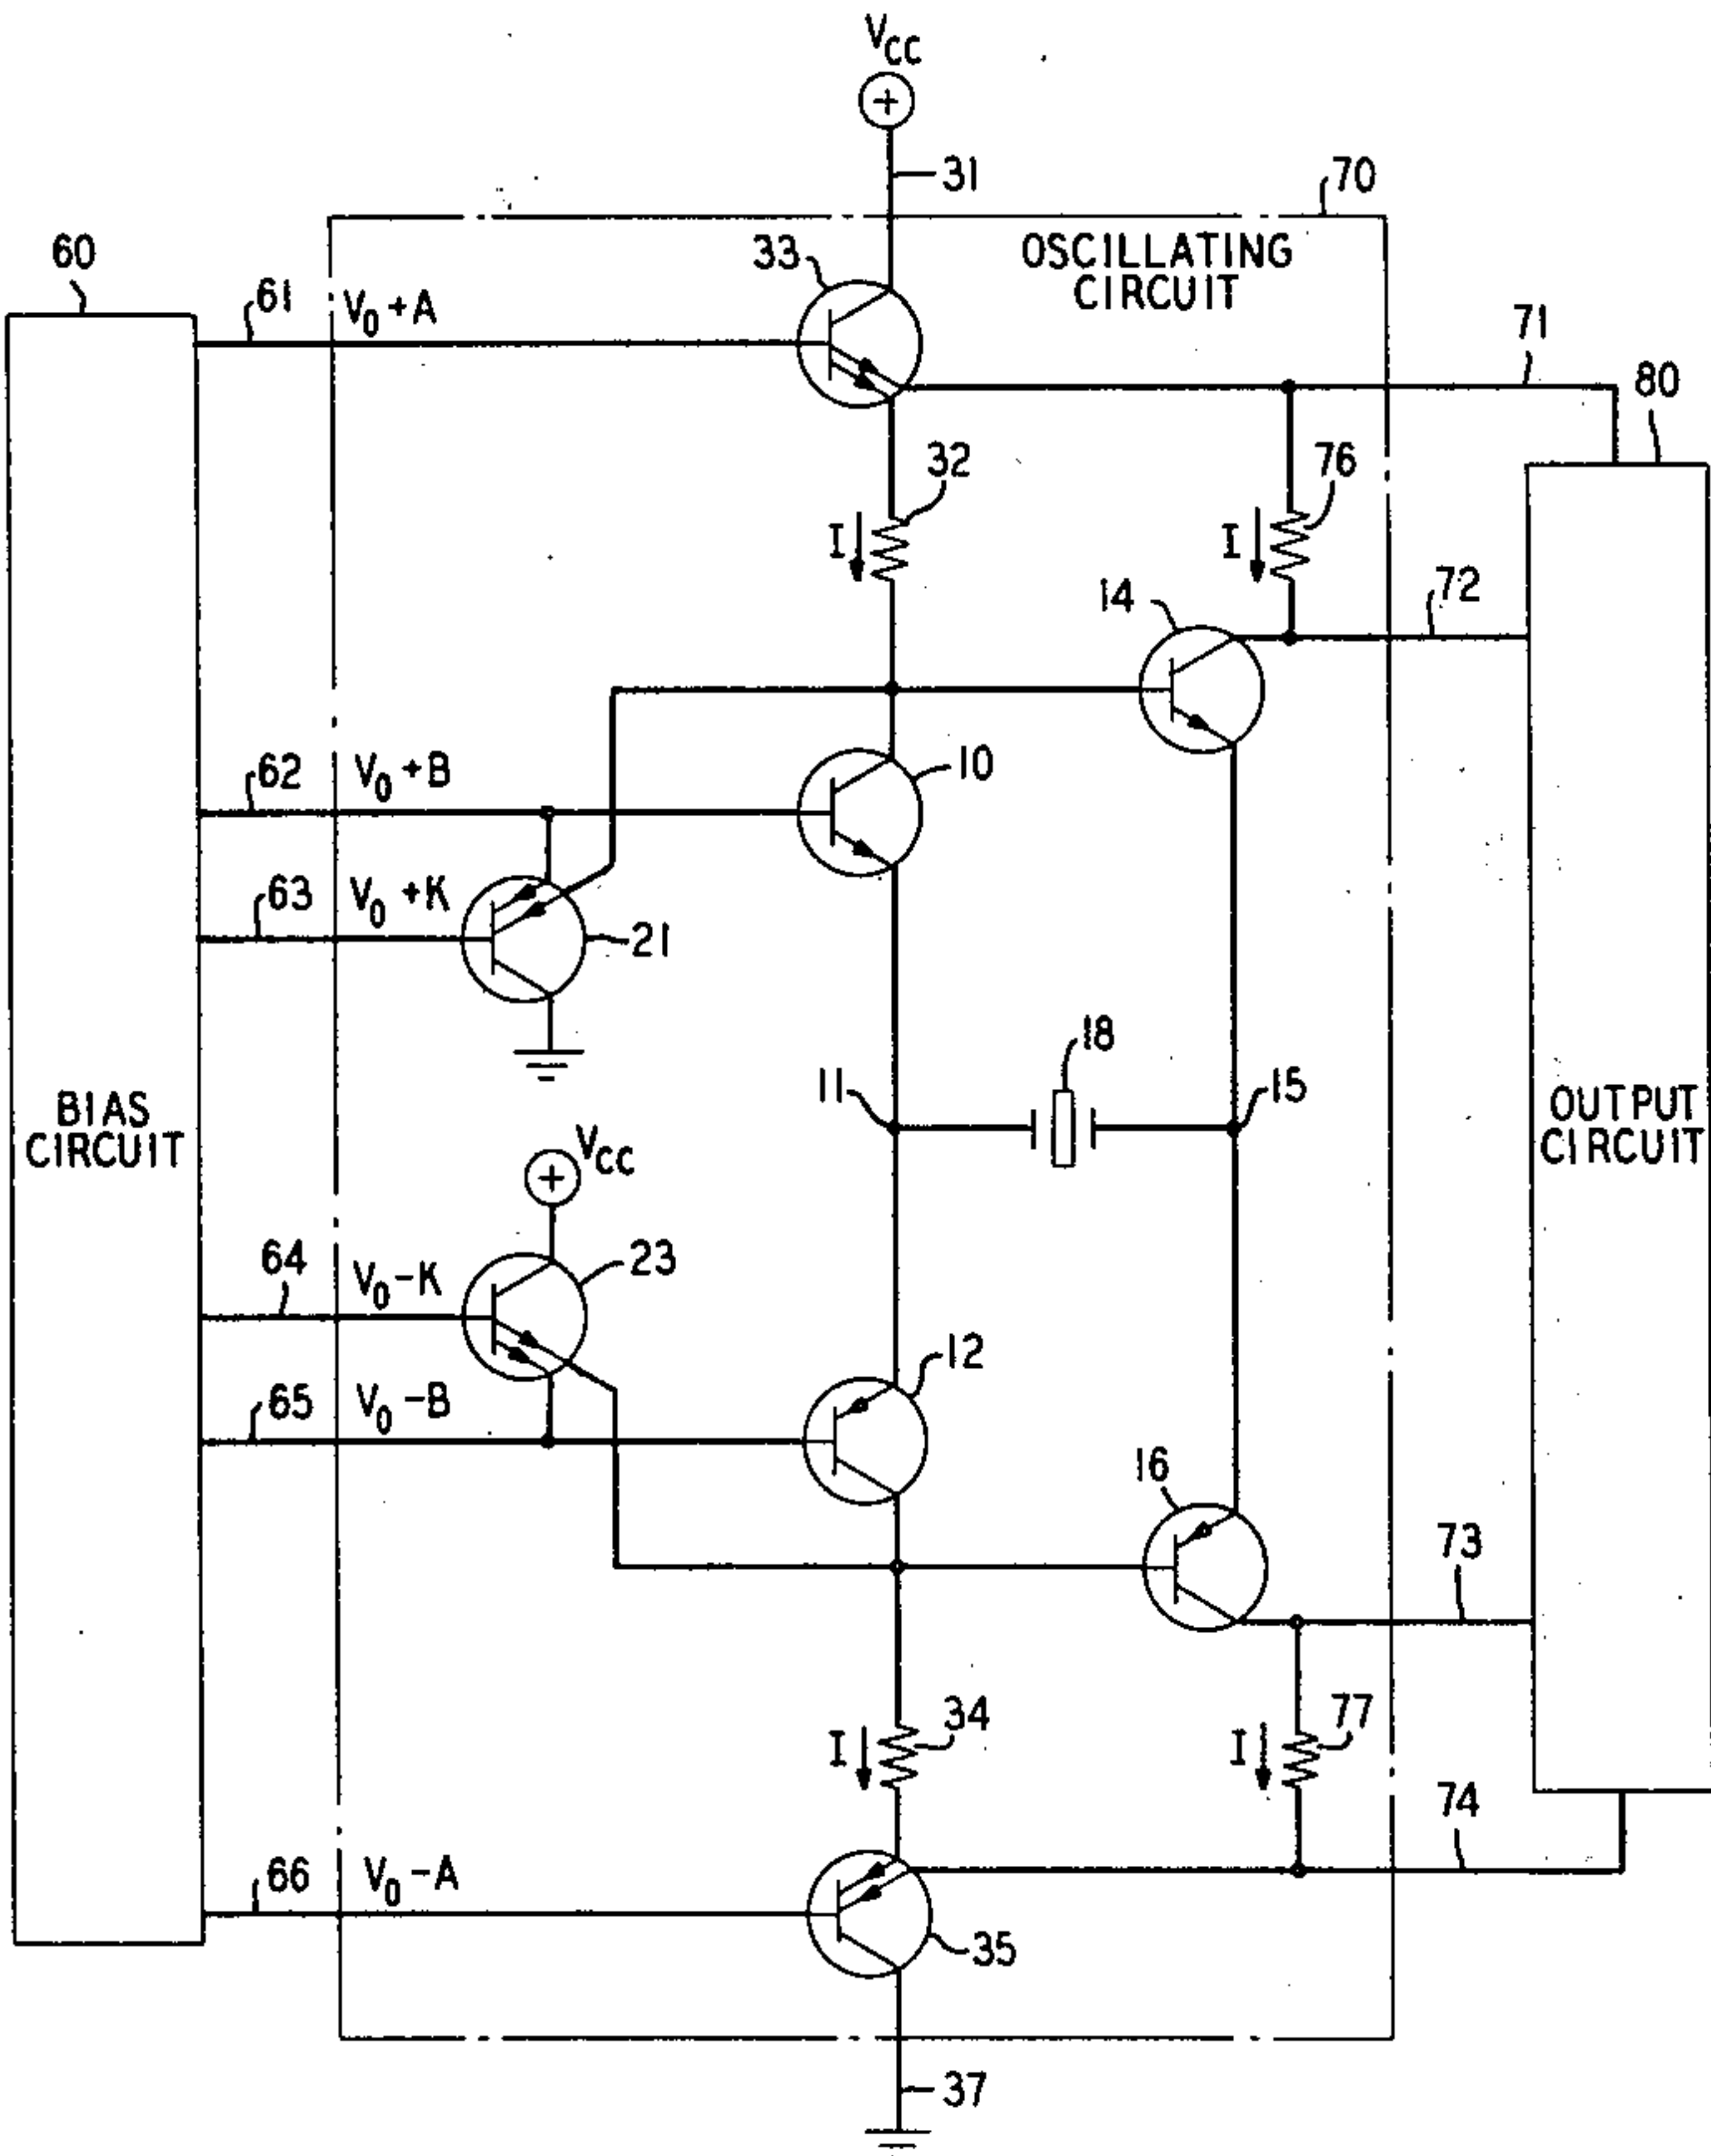 VCC
+
31
70
60
33
OSCILLATING
CIRCUIT
61
V0+A
71
80
32
76
I
I
14
72
62
V0+B
10
63
V0+K
21
18
11
15
BIAS
CIRCUIT
OUTPUT
CIRCUIT
VCC
+
64
V0-K
23
12
65
V0-B
16
73
34
77
I
I
74
66
V0-A
35
37